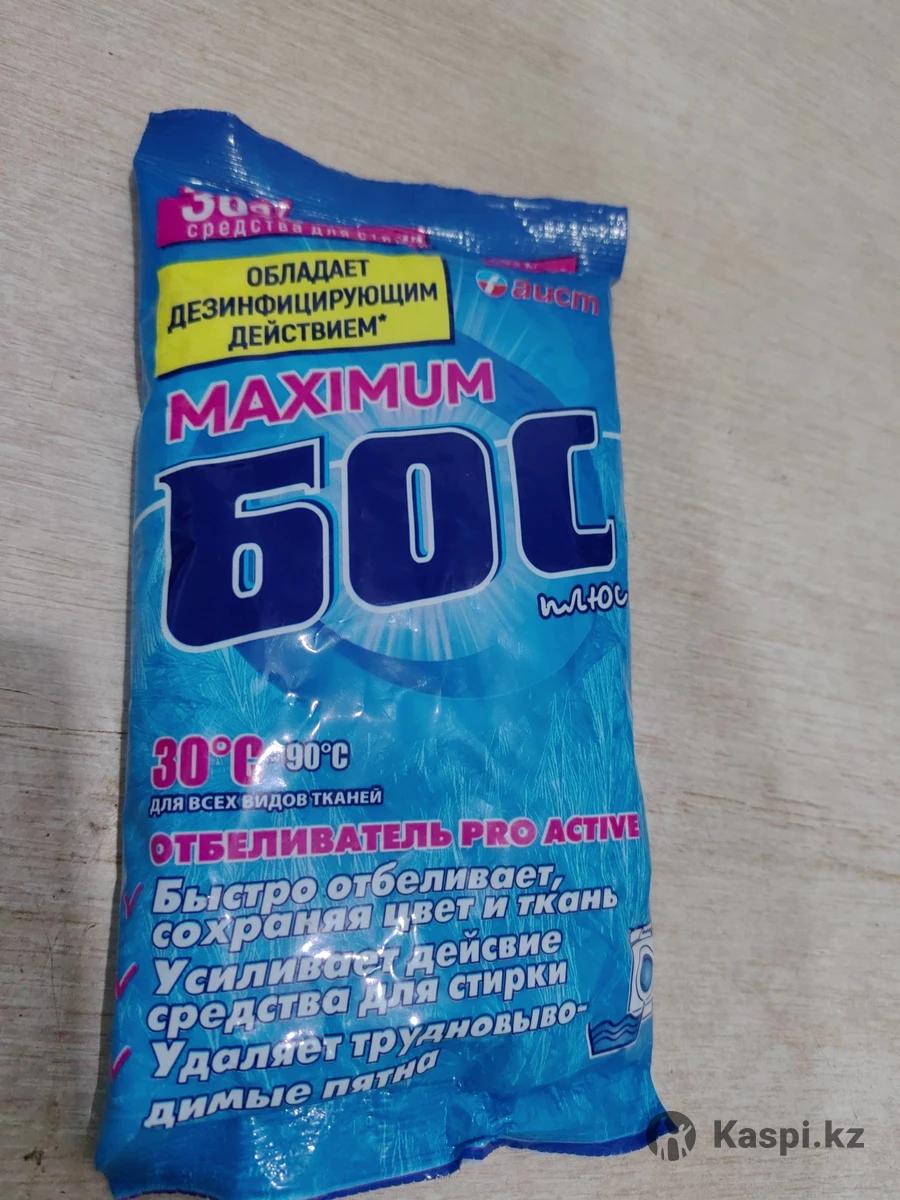 средства для стирки
ОБЛАДАЕТ
ДЕЗИНФИЦИРУЮЩИМ
ДЕЙСТВИЕМ*
аист
MAXIMUM
БОС
плюс
30°C - 90°C
ДЛЯ ВСЕХ ВИДОВ ТКАНЕЙ
ОТБЕЛИВАТЕЛЬ PRO ACTIVE
Быстро отбеливает,
сохраняя цвет и ткань
Усиливает дейсвие
средства для стирки
Удаляет трудновыво-
димые пятна
Kaspi.kz